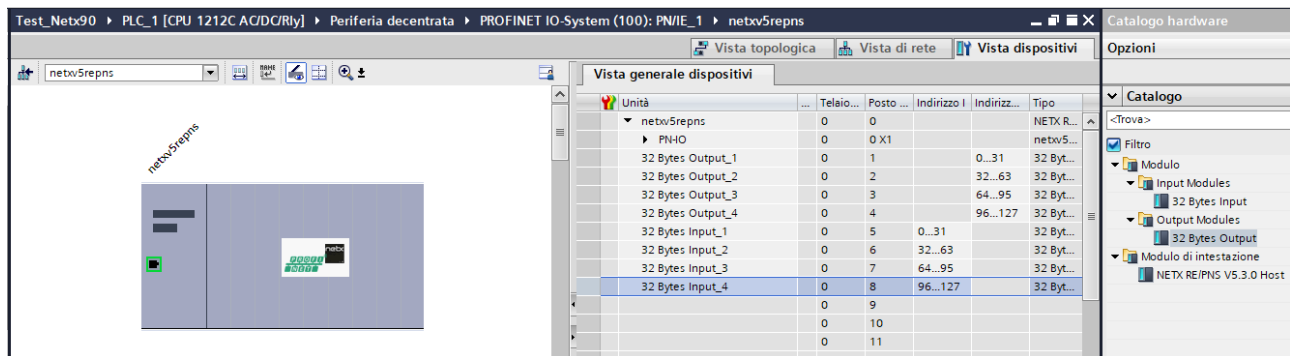 Test_Netx90 ▸ PLC_1 [CPU 1212C AC/DC/Rly] ▸ Periferia decentrata ▸ PROFINET IO-System (100): PN/IE_1 ▸ netxv5repns
Catalogo hardware
Vista topologica Vista di rete Vista dispositivi
Opzioni
netxv5repns
Vista generale dispositivi
Catalogo
Unità ... Telaio... Posto ... Indirizzo I Indirizz... Tipo
<Trova>
netxv5repns 0 0 NETX R...
Filtro
PN-IO 0 0 X1 netxv5...
Modulo
32 Bytes Output_1 0 1 0...31 32 Byt...
Input Modules
32 Bytes Output_2 0 2 32...63 32 Byt...
32 Bytes Input
32 Bytes Output_3 0 3 64...95 32 Byt...
Output Modules
32 Bytes Output_4 0 4 96...127 32 Byt...
32 Bytes Output
32 Bytes Input_1 0 5 0...31 32 Byt...
Modulo di intestazione
32 Bytes Input_2 0 6 32...63 32 Byt...
NETX RE/PNS V5.3.0 Host
32 Bytes Input_3 0 7 64...95 32 Byt...
32 Bytes Input_4 0 8 96...127 32 Byt...
0 9
0 10
0 11
netxv5repns
netx
PROFI
NET